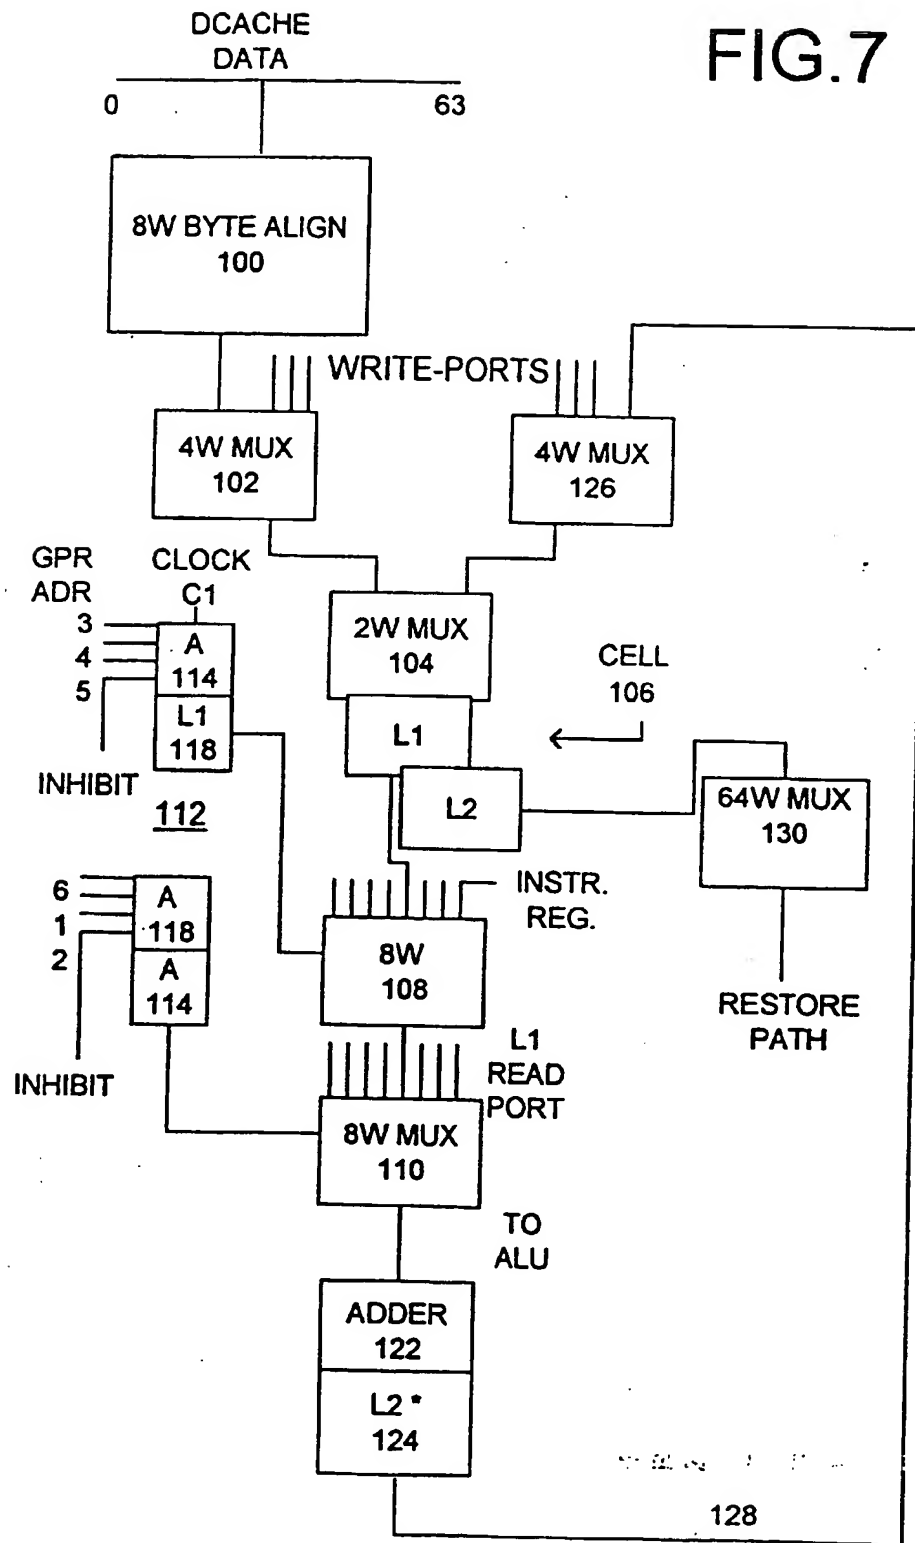 DCACHE
DATA
FIG.7
0 63
8W BYTE ALIGN
100
WRITE-PORTS
4W MUX
102
4W MUX
126
GPR
ADR
CLOCK
C1
3
4
5
A
114
L1
118
INHIBIT
112
2W MUX
104
L1
L2
CELL
106
64W MUX
130
RESTORE
PATH
6
1
2
A
118
A
114
INHIBIT
INSTR.
REG.
8W
108
L1
READ
PORT
8W MUX
110
TO
ALU
ADDER
122
L2 *
124
128